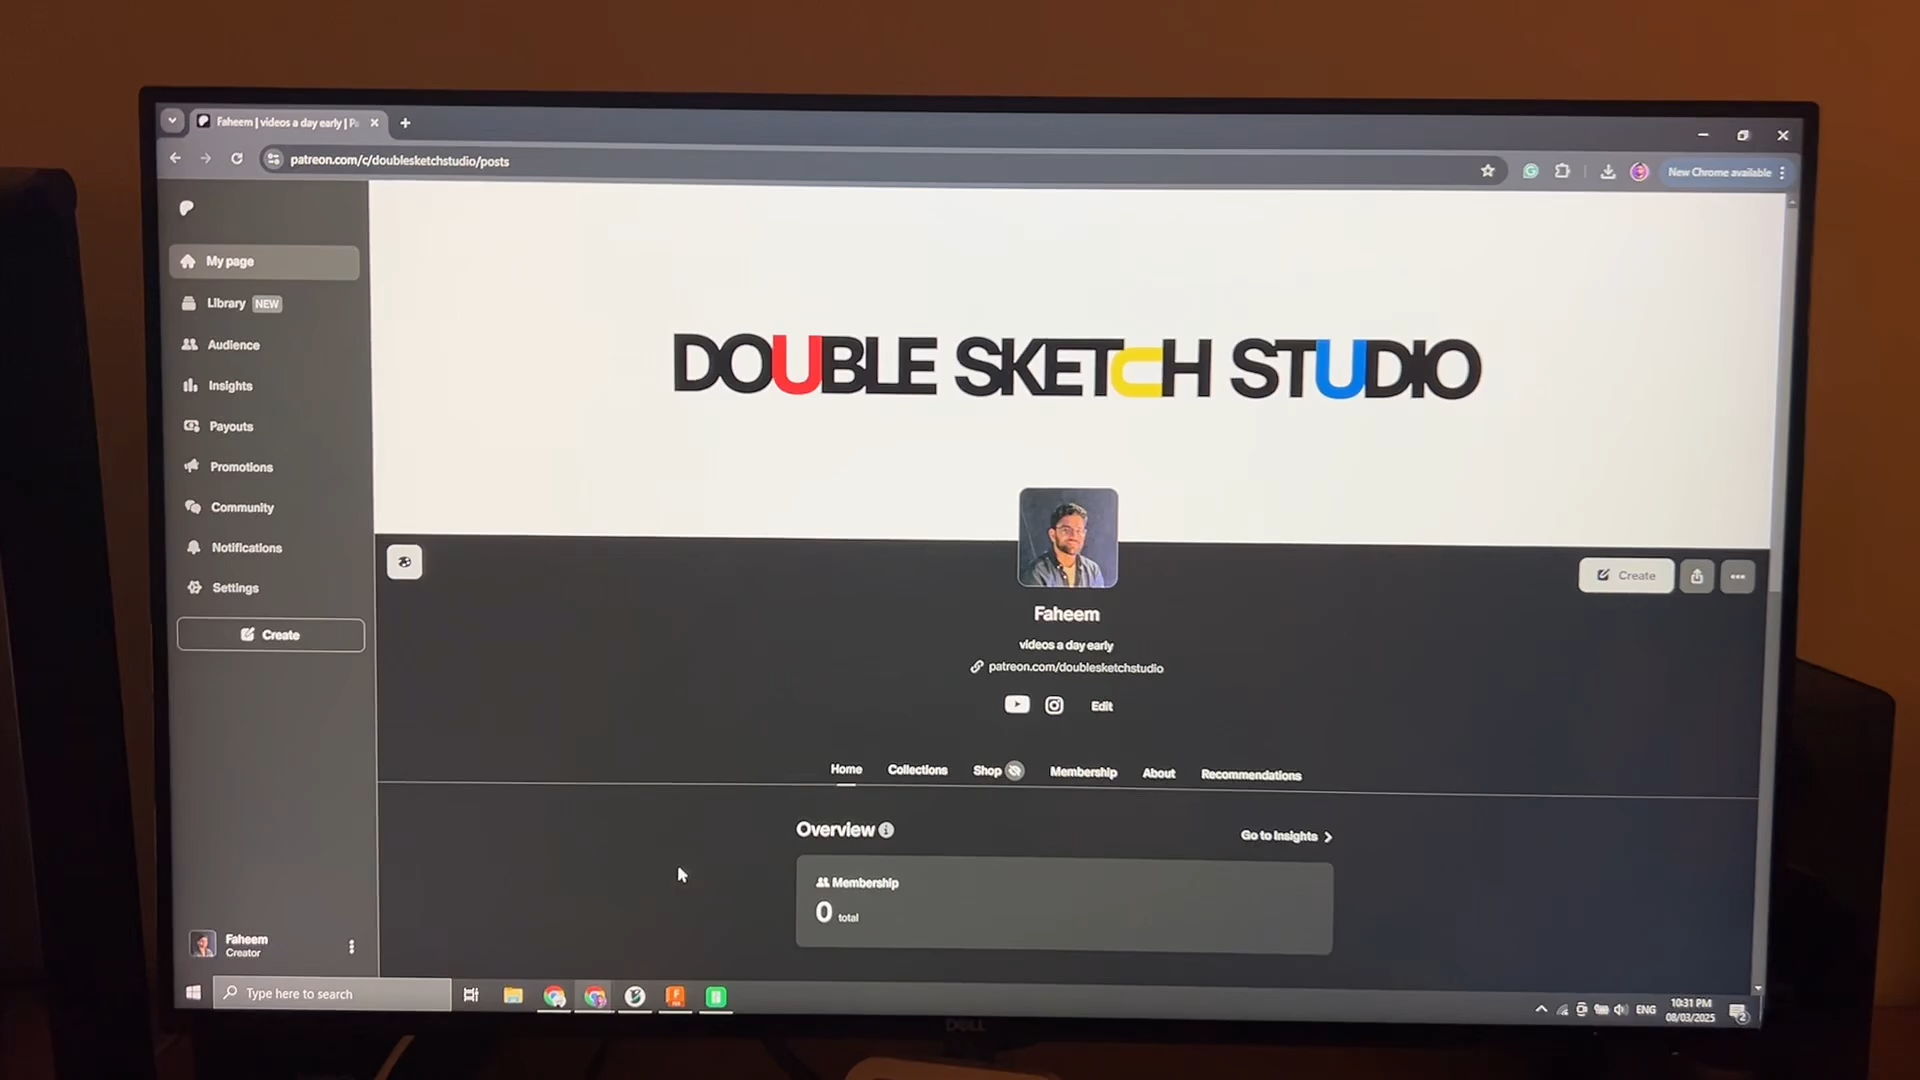 Faheem | videos a day early | Pa
patreon.com/c/doublesketchstudio/posts
New Chrome available
My page
Library NEW
Audience
Insights
Payouts
Promotions
Community
Notifications
Settings
Create
Faheem
Creator
DOUBLE SKETCH STUDIO
Create
Faheem
videos a day early
patreon.com/doublesketchstudio
Edit
Home Collections Shop Membership About Recommendations
Overview
Go to Insights
Membership
0 total
Type here to search
ENG
10:31 PM
08/03/2025
2
DELL